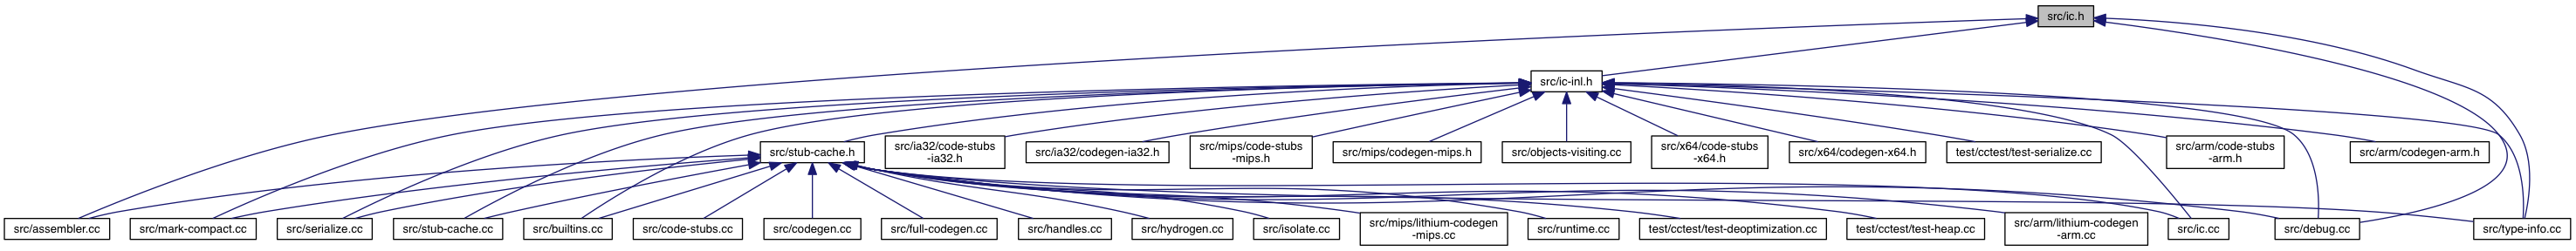 src/ic.h
src/ic-inl.h
src/stub-cache.h
src/ia32/code-stubs
-ia32.h
src/ia32/codegen-ia32.h
src/mips/code-stubs
-mips.h
src/mips/codegen-mips.h
src/objects-visiting.cc
src/x64/code-stubs
-x64.h
src/x64/codegen-x64.h
test/cctest/test-serialize.cc
src/arm/code-stubs
-arm.h
src/arm/codegen-arm.h
src/assembler.cc
src/mark-compact.cc
src/serialize.cc
src/stub-cache.cc
src/builtins.cc
src/code-stubs.cc
src/codegen.cc
src/full-codegen.cc
src/handles.cc
src/hydrogen.cc
src/isolate.cc
src/mips/lithium-codegen
-mips.cc
src/runtime.cc
test/cctest/test-deoptimization.cc
test/cctest/test-heap.cc
src/arm/lithium-codegen
-arm.cc
src/ic.cc
src/debug.cc
src/type-info.cc